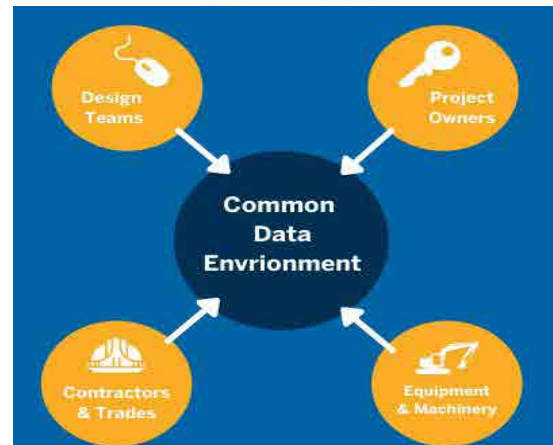 Design
Teams
Project
Owners
Common
Data
Envrionment
Contractors
& Trades
Equipment
& Machinery